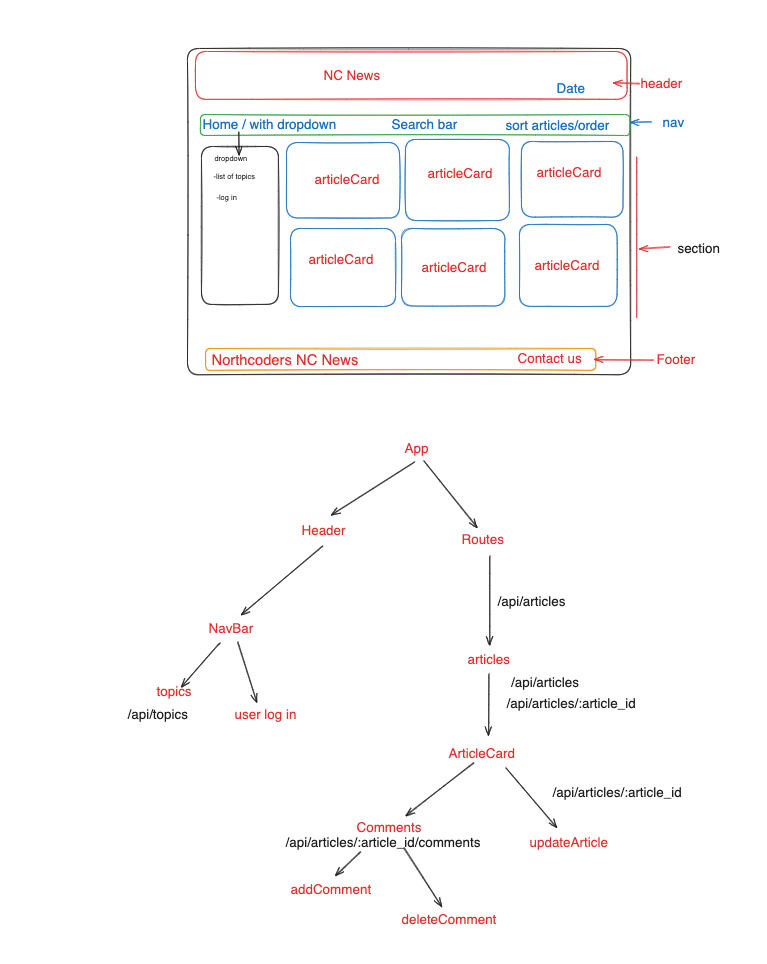 NC News
Date
header
Home / with dropdown
Search bar
sort articles/order
nav
dropdown
-list of topics
-log in
articleCard
articleCard
articleCard
articleCard
articleCard
articleCard
section
Northcoders NC News
Contact us
Footer
App
Header
Routes
/api/articles
NavBar
articles
/api/articles
/api/articles/:article_id
topics
/api/topics
user log in
ArticleCard
/api/articles/:article_id
Comments
/api/articles/:article_id/comments
updateArticle
addComment
deleteComment